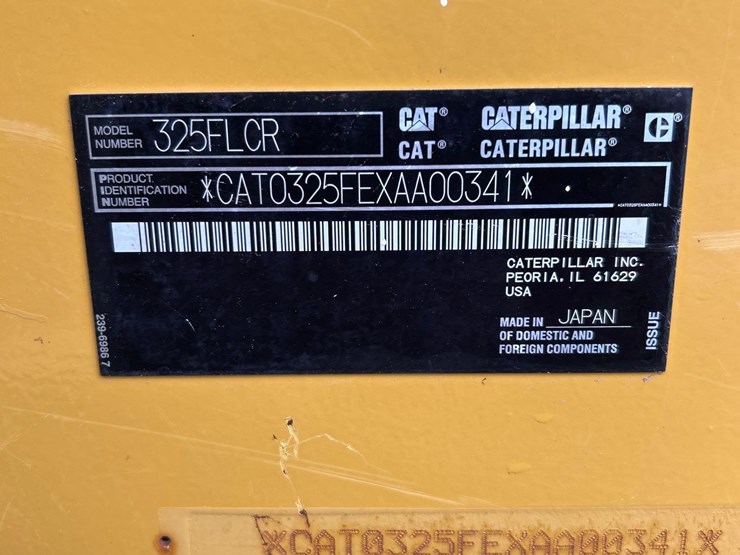 MODEL NUMBER 325FLCR
CAT® CATERPILLAR®
CAT® CATERPILLAR®
PRODUCT IDENTIFICATION NUMBER *CAT0325FEXAA00341*
*CAT0325FEXAA00341*
CATERPILLAR INC.
PEORIA, IL 61629
USA
MADE IN JAPAN
OF DOMESTIC AND
FOREIGN COMPONENTS
ISSUE
239-6986 7
*CAT0325FEXAA00341*